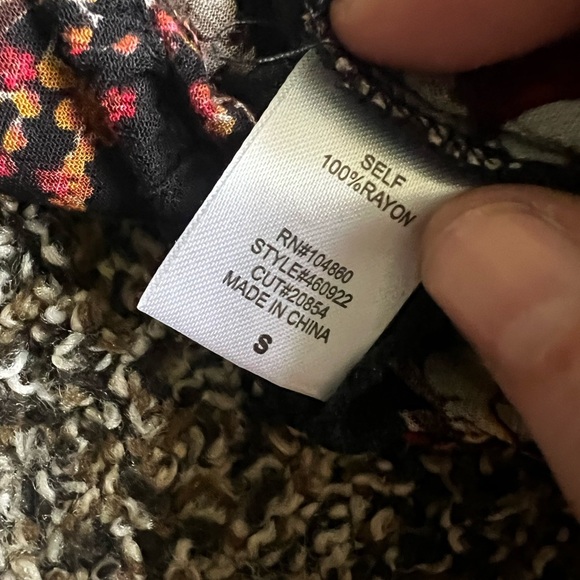 SELF
100%RAYON
RN#104860
STYLE#460922
CUT#20854
MADE IN CHINA
S